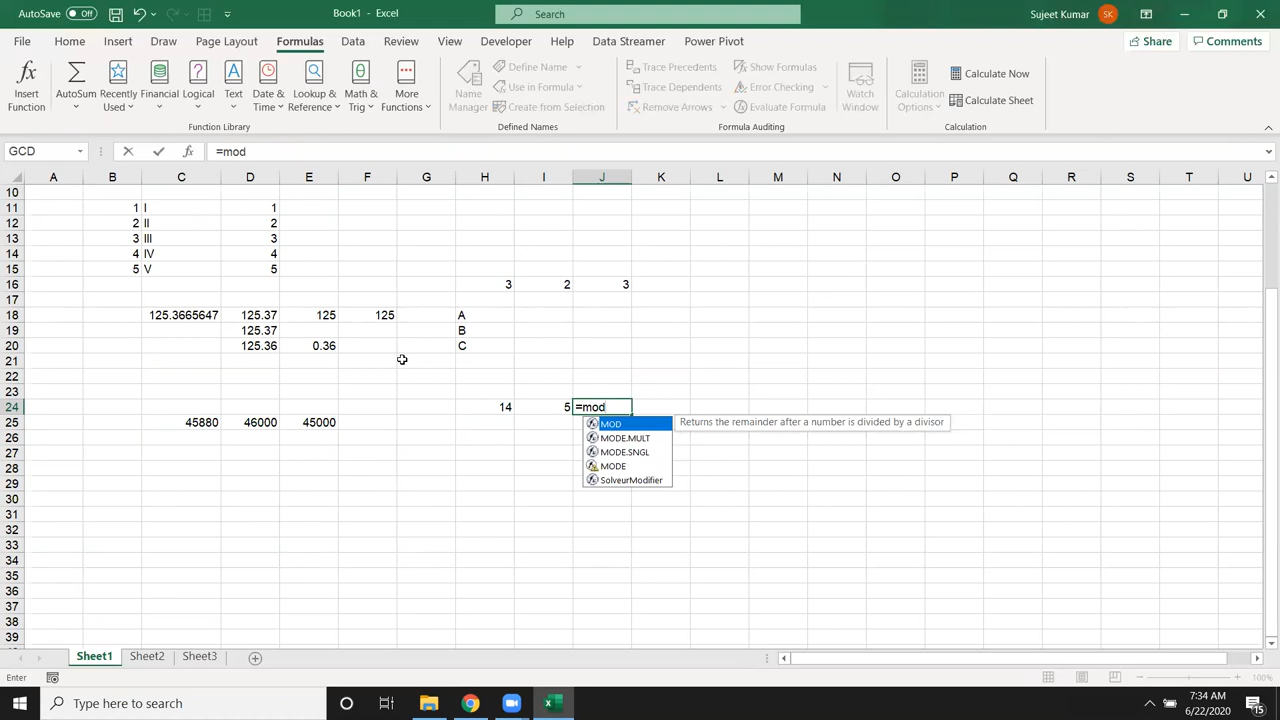 AutoSave Off Book1 - Excel Search Sujeet Kumar SK
File Home Insert Draw Page Layout Formulas Data Review View Developer Help Data Streamer Power Pivot Share Comments
Insert Function AutoSum Recently Used Financial Logical Text Date & Time Lookup & Reference Math & Trig More Functions Name Manager Define Name Use in Formula Create from Selection Trace Precedents Trace Dependents Remove Arrows Show Formulas Error Checking Evaluate Formula Watch Window Calculation Options Calculate Now Calculate Sheet
Function Library Defined Names Formula Auditing Calculation
GCD fx =mod
A B C D E F G H I J K L M N O P Q R S T U
10
11 1 I 1
12 2 II 2
13 3 III 3
14 4 IV 4
15 5 V 5
16 3 2 3
17
18 125.3665647 125.37 125 125 A
19 125.37 B
20 125.36 0.36 C
21
22
23
24 14 5 =mod
25 45880 46000 45000
MOD Returns the remainder after a number is divided by a divisor
26
MODE.MULT
27
MODE.SNGL
28
MODE
29
SolveurModifier
30
31
32
33
34
35
36
37
38
39
Sheet1 Sheet2 Sheet3
Enter 100%
Type here to search 7:34 AM
6/22/2020